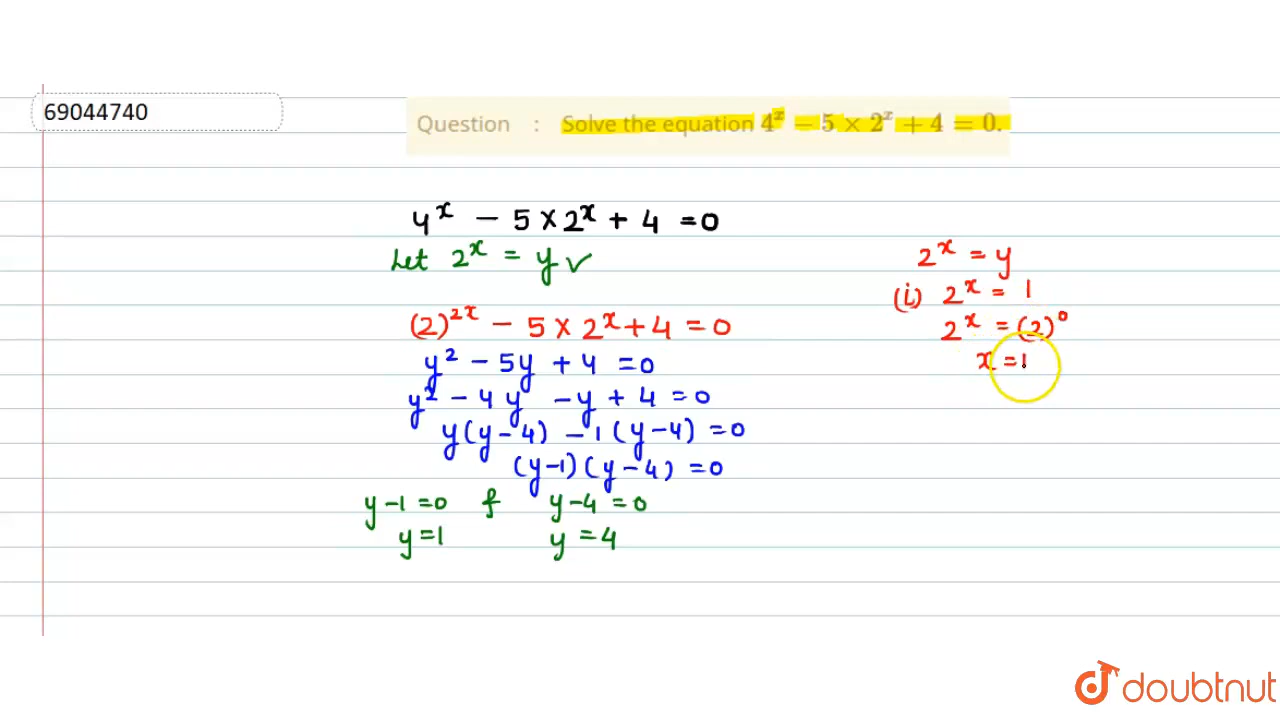 69044740
Question : Solve the equation 4^x − 5 × 2^x + 4 = 0.
4^x − 5 × 2^x + 4 = 0
Let 2^x = y ✓
(2)^2x − 5 × 2^x + 4 = 0
y² − 5y + 4 = 0
y² − 4y − y + 4 = 0
y(y − 4) − 1(y − 4) = 0
(y − 1)(y − 4) = 0
y − 1 = 0 & y − 4 = 0
y = 1 y = 4
2^x = y
(i) 2^x = 1
2^x = (2)^0
x = 1
doubtnut